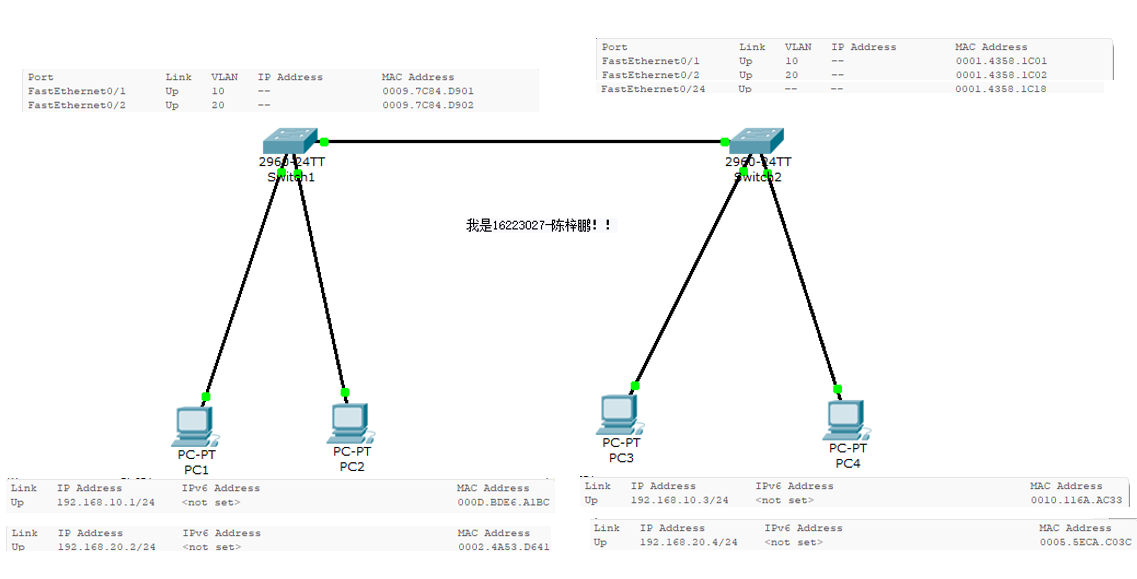 Port Link VLAN IP Address MAC Address
FastEthernet0/1 Up 10 -- 0009.7C84.D901
FastEthernet0/2 Up 20 -- 0009.7C84.D902
Port Link VLAN IP Address MAC Address
FastEthernet0/1 Up 10 -- 0001.4358.1C01
FastEthernet0/2 Up 20 -- 0001.4358.1C02
FastEthernet0/24 Up -- -- 0001.4358.1C18
2960-24TT
Switch1
2960-24TT
Switch2
我是16223027-陈梓鹏！！
PC-PT
PC1
PC-PT
PC2
PC-PT
PC3
PC-PT
PC4
Link IP Address IPv6 Address MAC Address
Up 192.168.10.1/24 <not set> 000D.BDE6.A1BC
Link IP Address IPv6 Address MAC Address
Up 192.168.20.2/24 <not set> 0002.4A53.D641
Link IP Address IPv6 Address MAC Address
Up 192.168.10.3/24 <not set> 0010.116A.AC33
Link IP Address IPv6 Address MAC Address
Up 192.168.20.4/24 <not set> 0005.5ECA.C03C